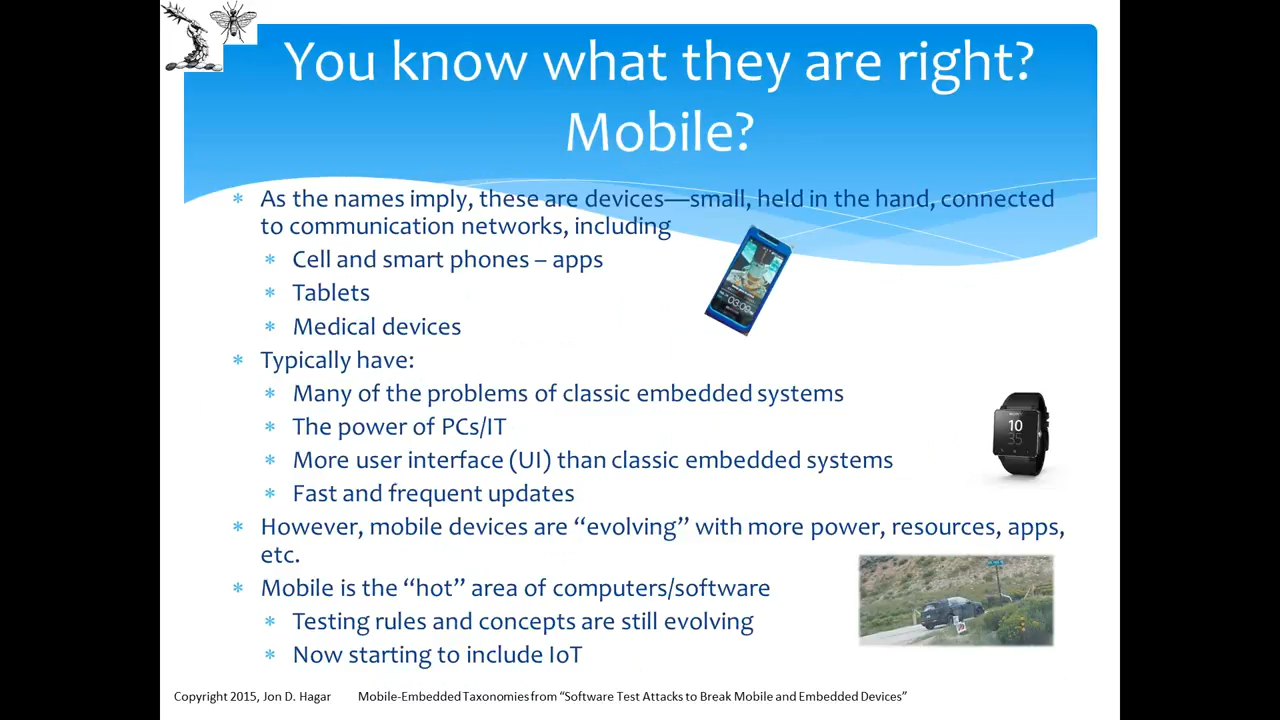 You know what they are right?
Mobile?
* As the names imply, these are devices—small, held in the hand, connected
to communication networks, including
* Cell and smart phones – apps
* Tablets
* Medical devices
* Typically have:
* Many of the problems of classic embedded systems
* The power of PCs/IT
* More user interface (UI) than classic embedded systems
* Fast and frequent updates
* However, mobile devices are “evolving” with more power, resources, apps,
etc.
* Mobile is the “hot” area of computers/software
* Testing rules and concepts are still evolving
* Now starting to include IoT
03:09
10
35
Copyright 2015, Jon D. Hagar Mobile-Embedded Taxonomies from “Software Test Attacks to Break Mobile and Embedded Devices”